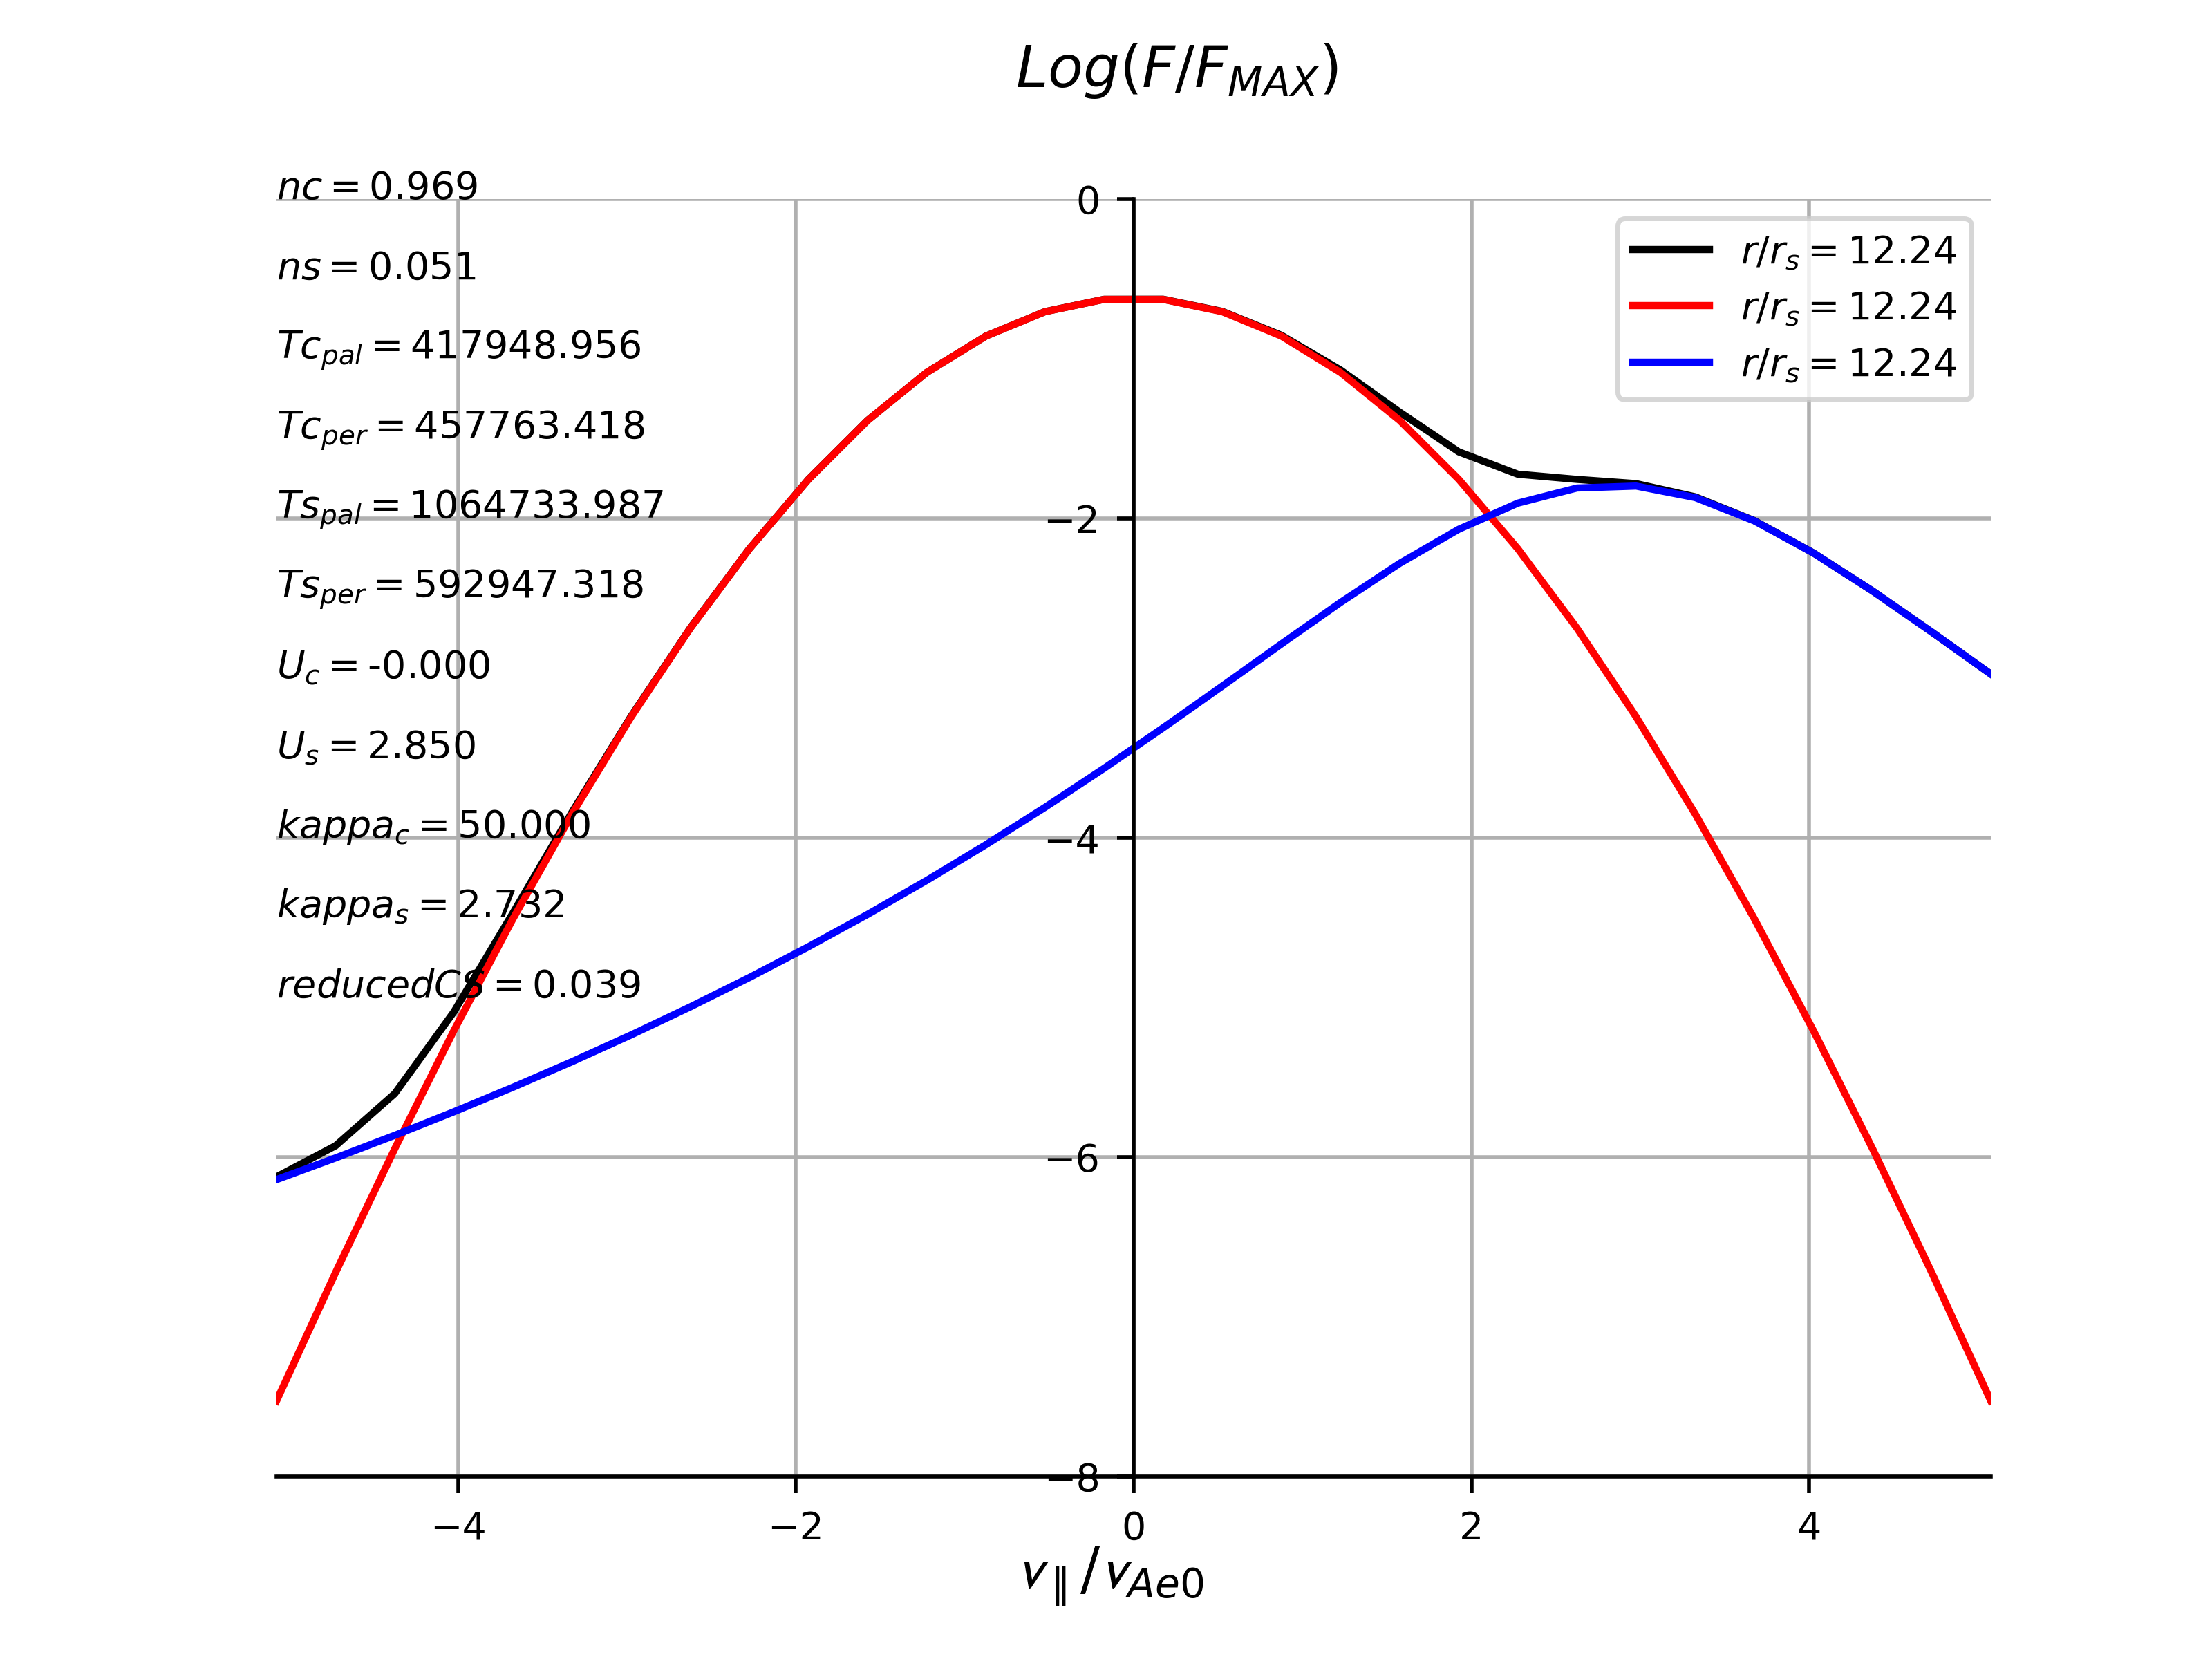 Log(F/F_MAX)
nc = 0.969
ns = 0.051
Tc_pal = 417948.956
Tc_per = 457763.418
Ts_pal = 1064733.987
Ts_per = 592947.318
U_c = -0.000
U_s = 2.850
kappa_c = 50.000
kappa_s = 2.732
reducedCS = 0.039
r/r_s = 12.24
r/r_s = 12.24
r/r_s = 12.24
0
−2
−4
−6
−8
−4 −2 0 2 4
v_∥/v_Ae0